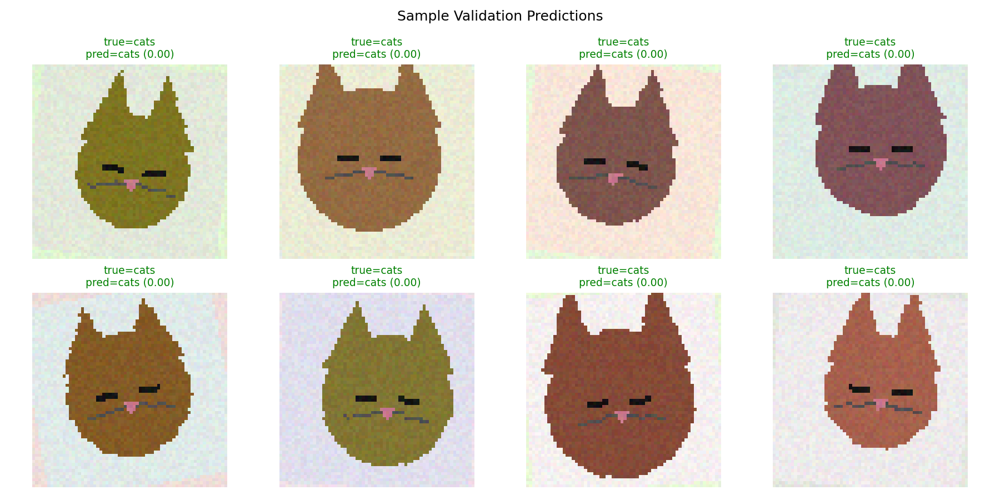 Sample Validation Predictions
true=cats
pred=cats (0.00)
true=cats
pred=cats (0.00)
true=cats
pred=cats (0.00)
true=cats
pred=cats (0.00)
true=cats
pred=cats (0.00)
true=cats
pred=cats (0.00)
true=cats
pred=cats (0.00)
true=cats
pred=cats (0.00)